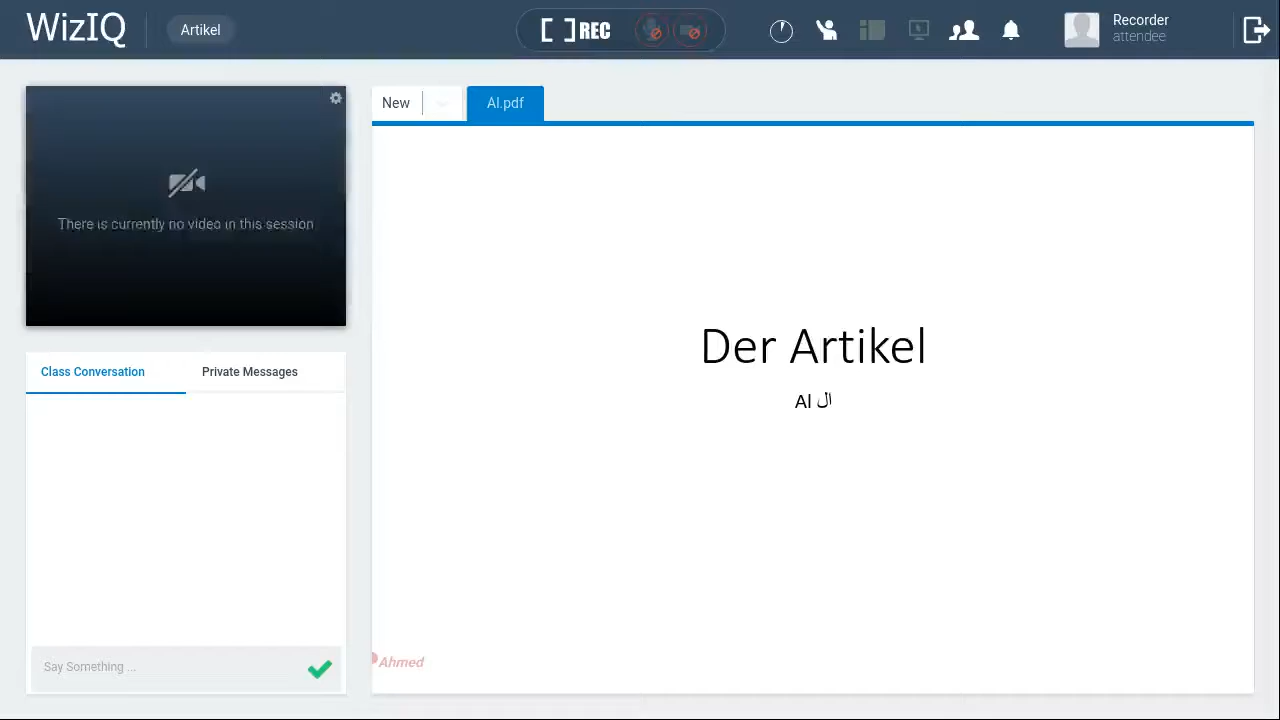 WizIQ
Artikel
REC
Recorder
attendee
New
Al.pdf
There is currently no video in this session
Class Conversation
Private Messages
Say Something ...
Der Artikel
Al ال
Ahmed